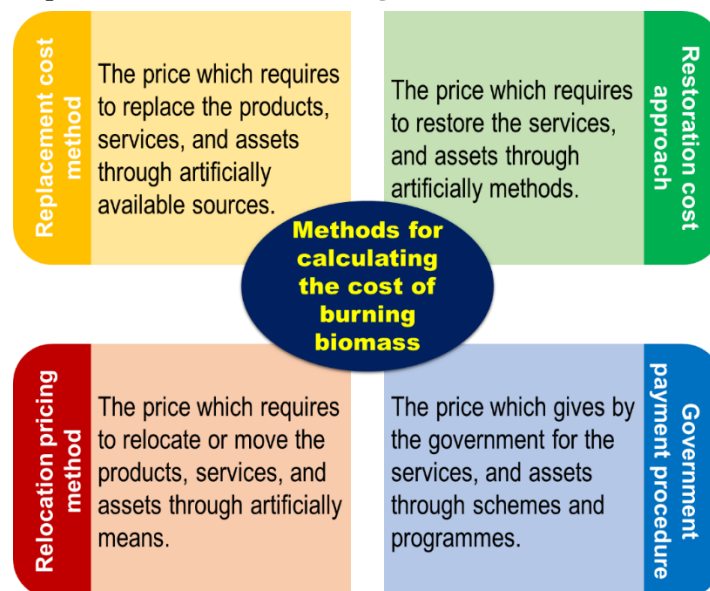 Replacement cost
method
The price which requires
to replace the products,
services, and assets
through artificially
available sources.
The price which requires
to restore the services,
and assets through
artificially methods.
Restoration cost
approach
Methods for
calculating
the cost of
burning
biomass
Relocation pricing
method
The price which requires
to relocate or move the
products, services, and
assets through artificially
means.
The price which gives by
the government for the
services, and assets
through schemes and
programmes.
Government
payment procedure